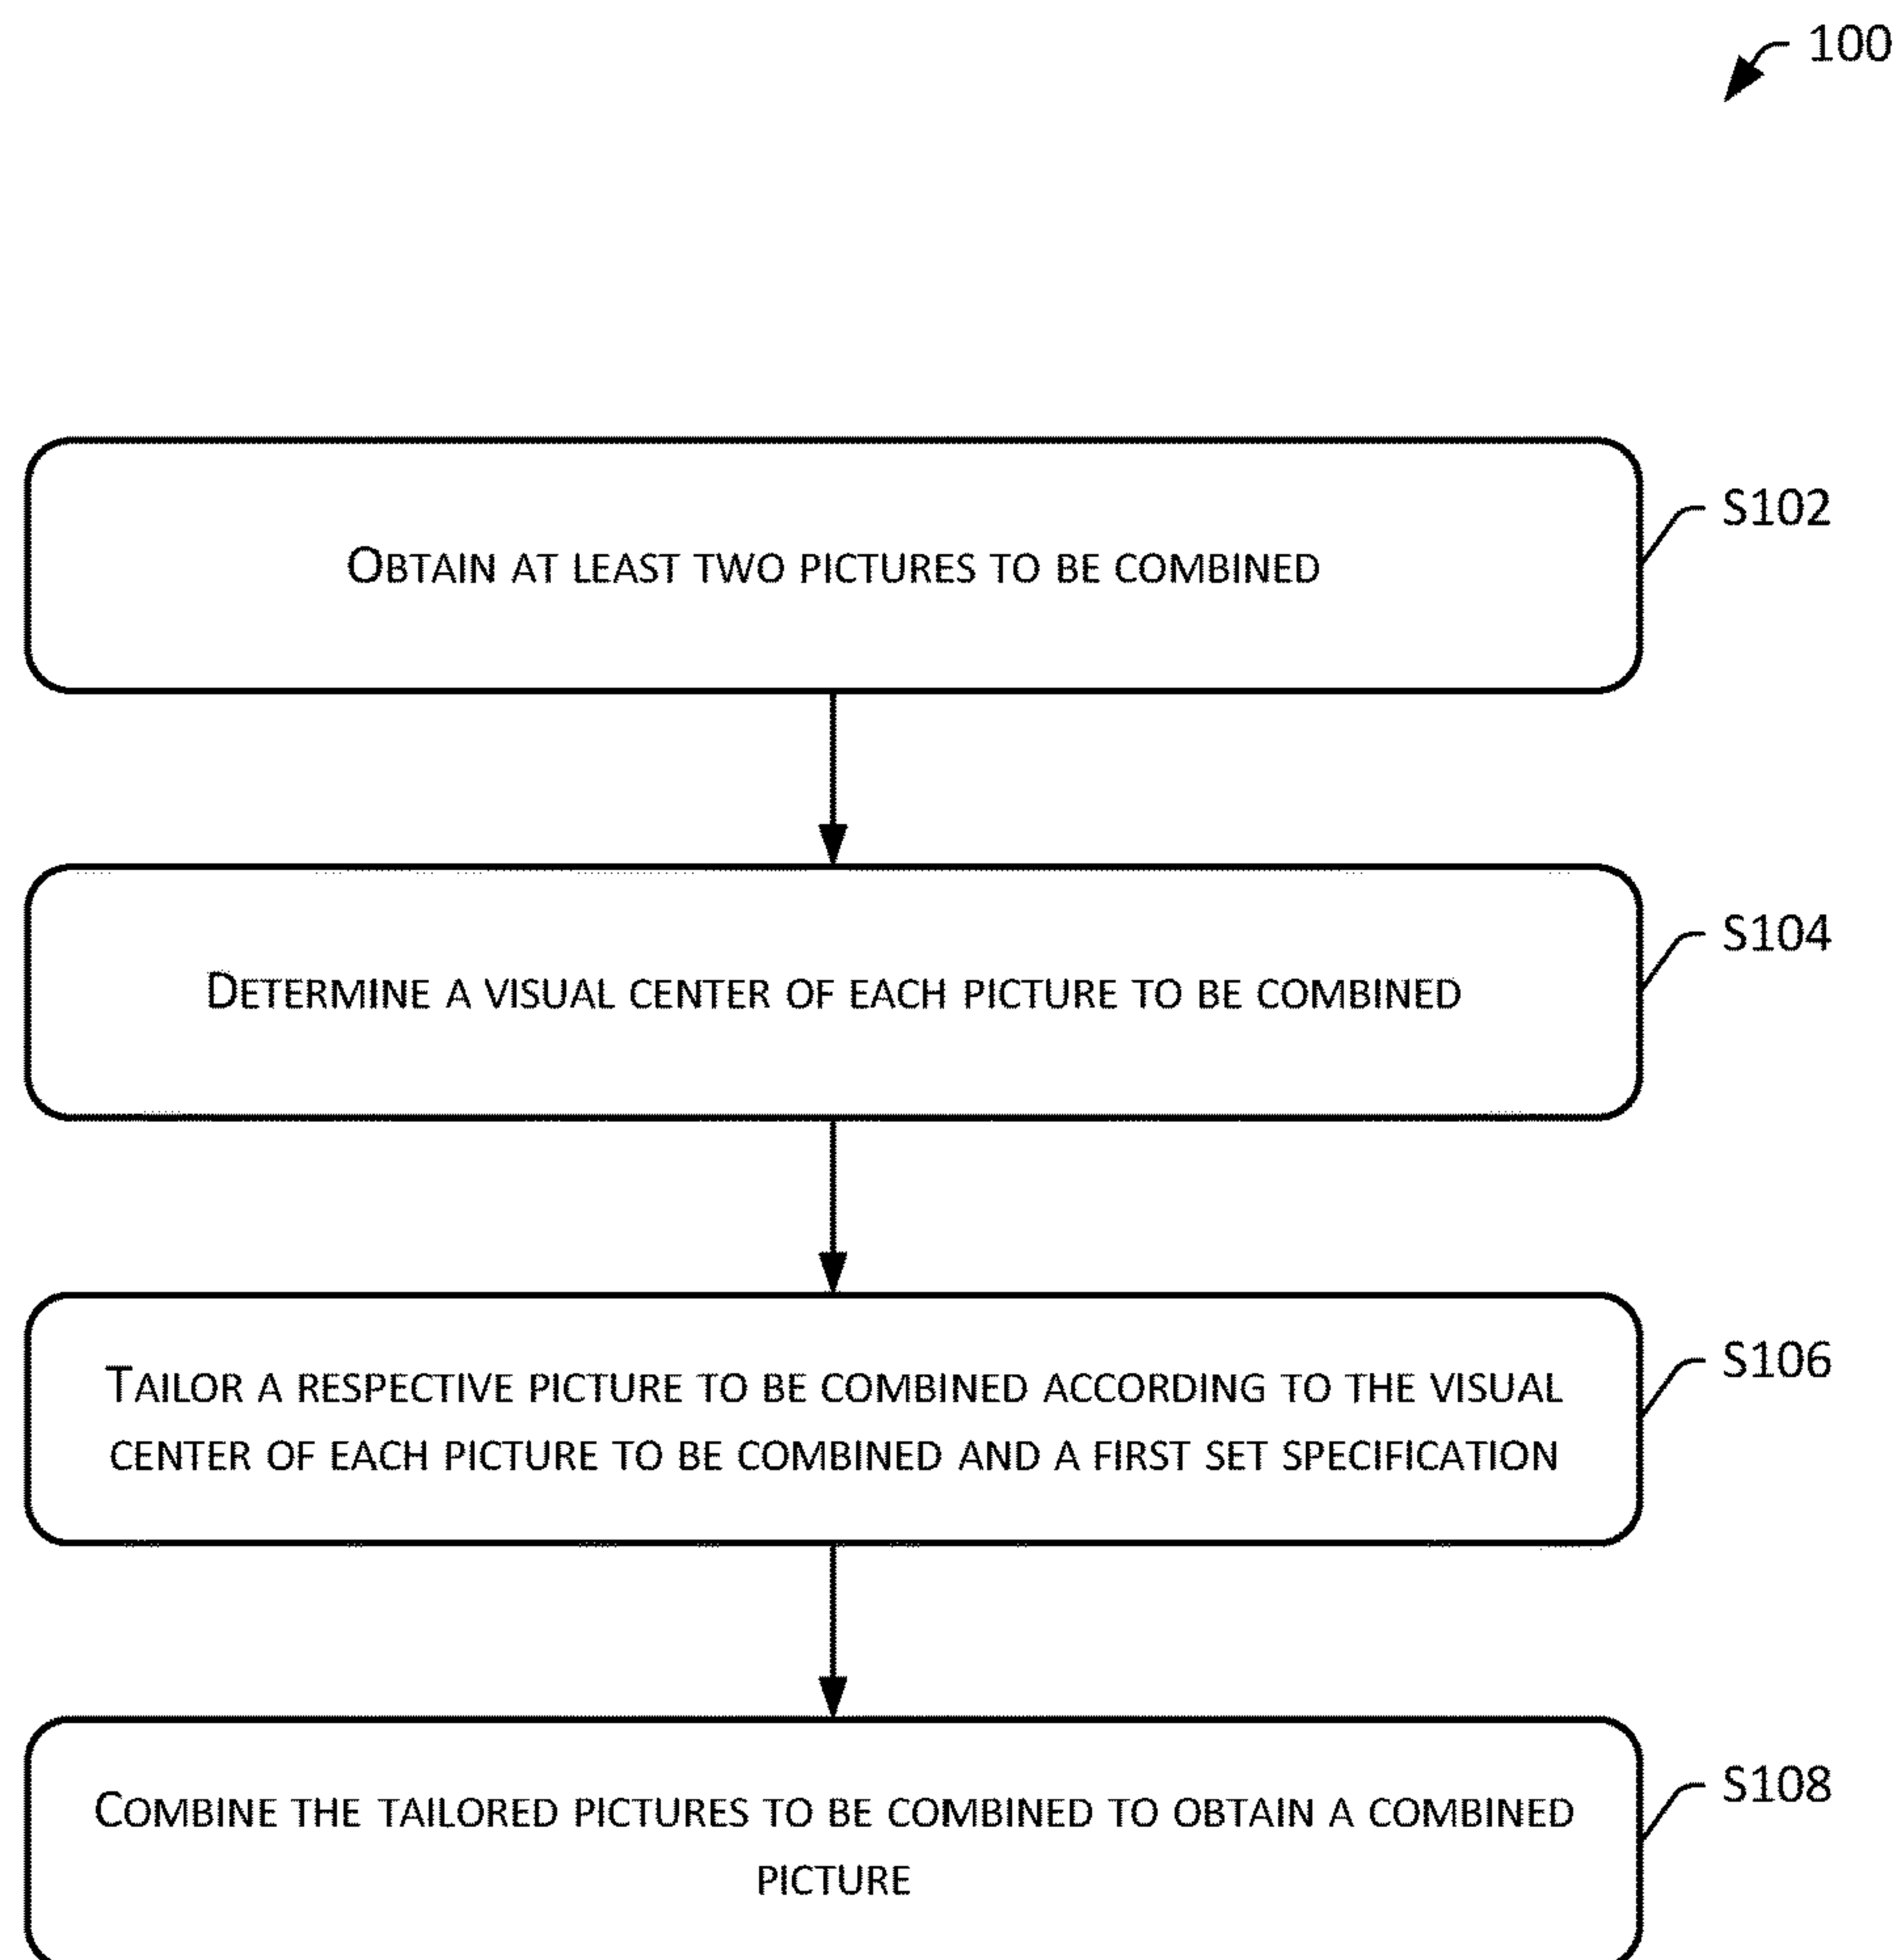 100
OBTAIN AT LEAST TWO PICTURES TO BE COMBINED
S102
DETERMINE A VISUAL CENTER OF EACH PICTURE TO BE COMBINED
S104
TAILOR A RESPECTIVE PICTURE TO BE COMBINED ACCORDING TO THE VISUAL
CENTER OF EACH PICTURE TO BE COMBINED AND A FIRST SET SPECIFICATION
S106
COMBINE THE TAILORED PICTURES TO BE COMBINED TO OBTAIN A COMBINED
PICTURE
S108